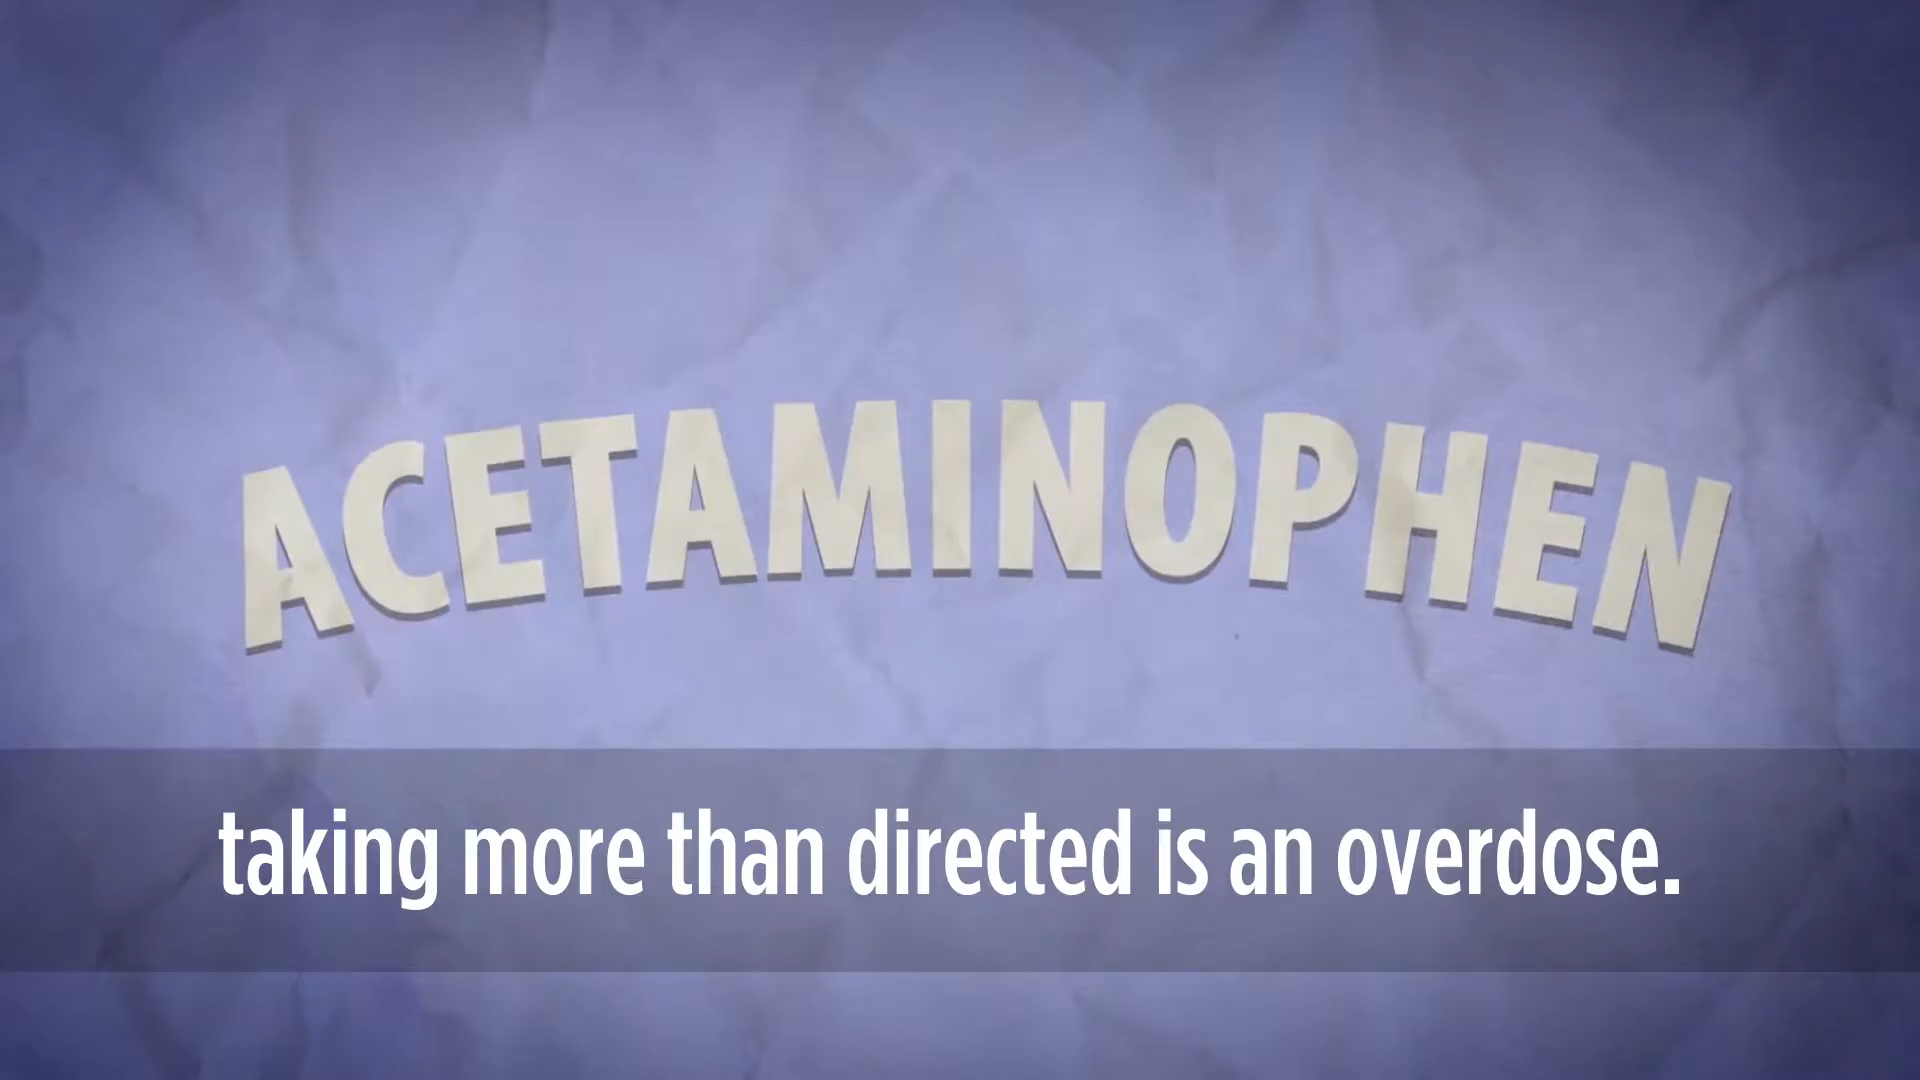 ACETAMINOPHEN
taking more than directed is an overdose.